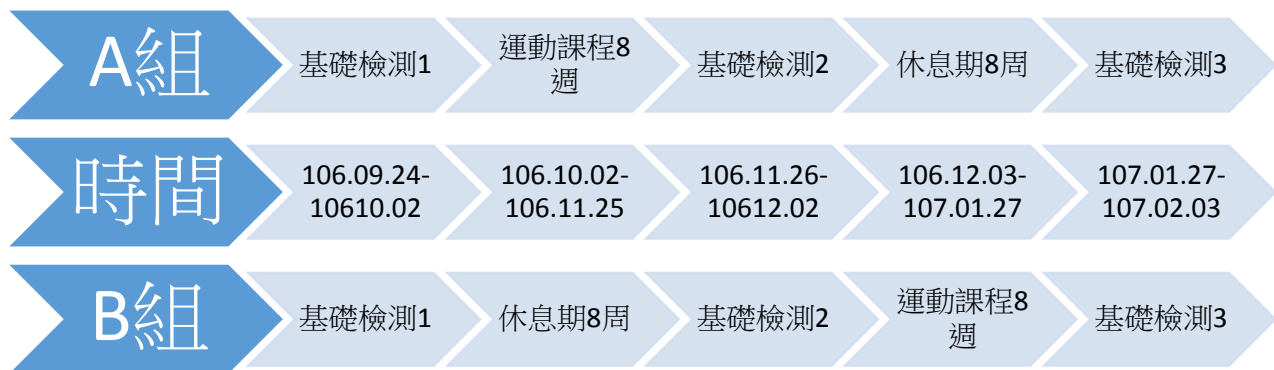 A組
基礎檢測1
運動課程8
週
基礎檢測2
休息期8周
基礎檢測3
時間
106.09.24-
10610.02
106.10.02-
106.11.25
106.11.26-
10612.02
106.12.03-
107.01.27
107.01.27-
107.02.03
B組
基礎檢測1
休息期8周
基礎檢測2
運動課程8
週
基礎檢測3